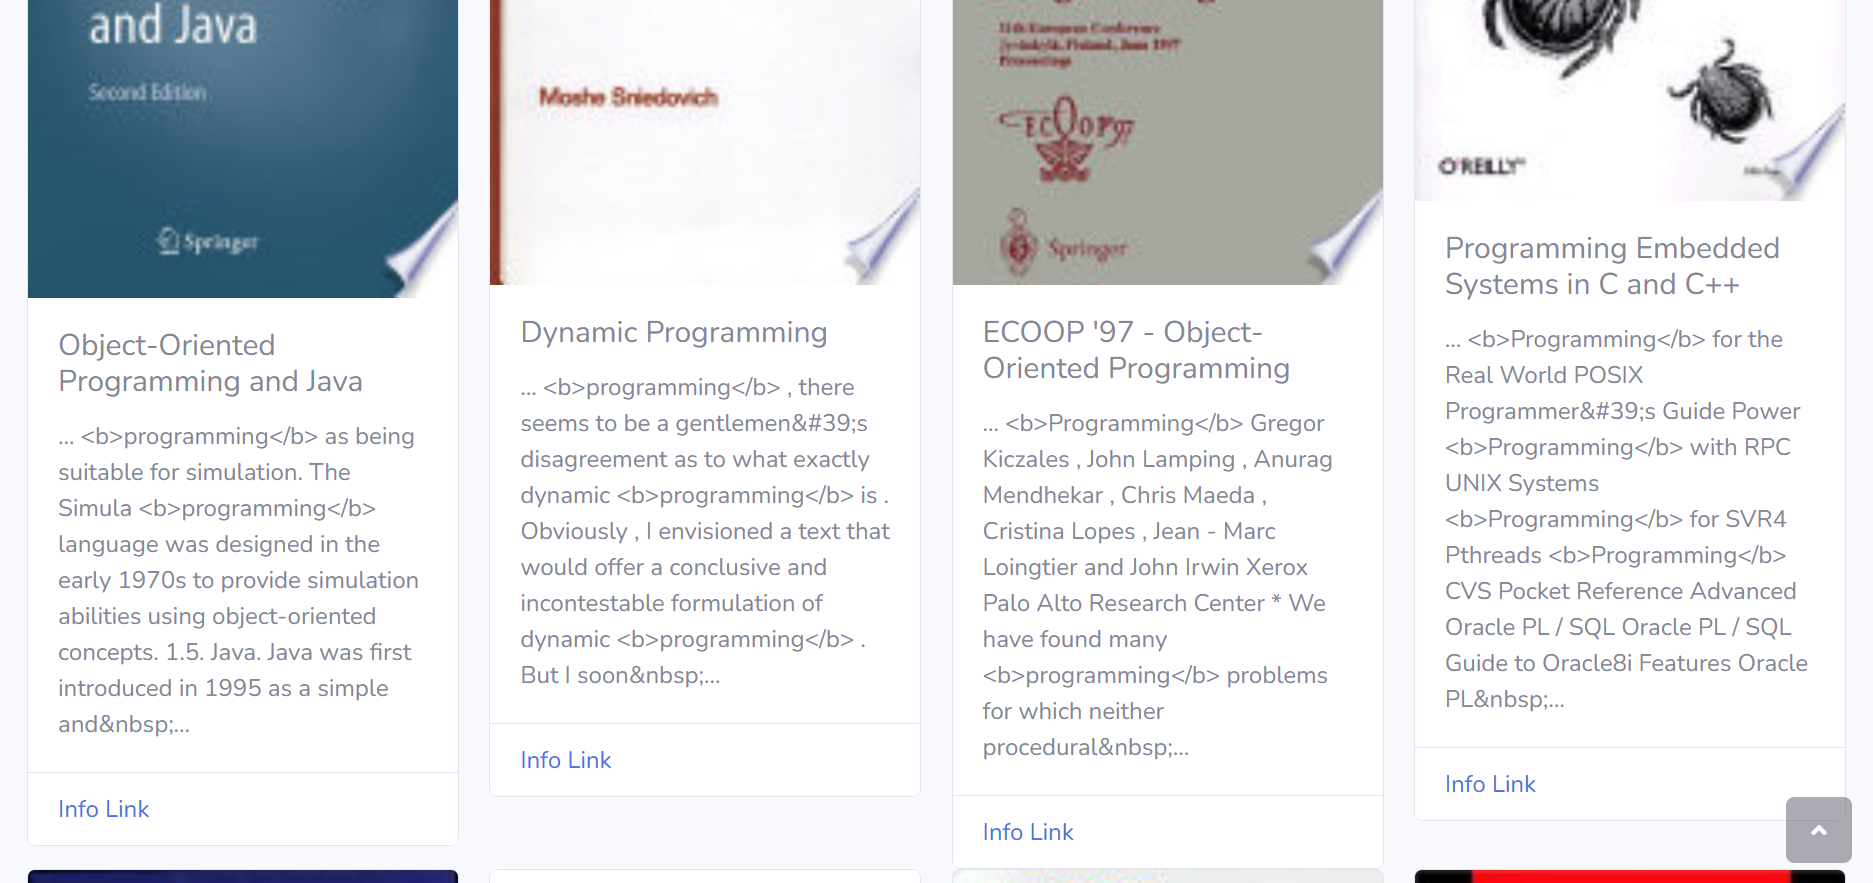 and Java
Second Edition
Springer
Object-Oriented
Programming and Java
... <b>programming</b> as being
suitable for simulation. The
Simula <b>programming</b>
language was designed in the
early 1970s to provide simulation
abilities using object-oriented
concepts. 1.5. Java. Java was first
introduced in 1995 as a simple
and&nbsp;...
Info Link
Moshe Sniedovich
Dynamic Programming
... <b>programming</b> , there
seems to be a gentlemen&#39;s
disagreement as to what exactly
dynamic <b>programming</b> is .
Obviously , I envisioned a text that
would offer a conclusive and
incontestable formulation of
dynamic <b>programming</b> .
But I soon&nbsp;...
Info Link
11th European Conference
Jyväskylä, Finland, June 1997
Proceedings
ECOOP97
Springer
ECOOP '97 - Object-
Oriented Programming
... <b>Programming</b> Gregor
Kiczales , John Lamping , Anurag
Mendhekar , Chris Maeda ,
Cristina Lopes , Jean - Marc
Loingtier and John Irwin Xerox
Palo Alto Research Center * We
have found many
<b>programming</b> problems
for which neither
procedural&nbsp;...
Info Link
O'REILLY
Programming Embedded
Systems in C and C++
... <b>Programming</b> for the
Real World POSIX
Programmer&#39;s Guide Power
<b>Programming</b> with RPC
UNIX Systems
<b>Programming</b> for SVR4
Pthreads <b>Programming</b>
CVS Pocket Reference Advanced
Oracle PL / SQL Oracle PL / SQL
Guide to Oracle8i Features Oracle
PL&nbsp;...
Info Link